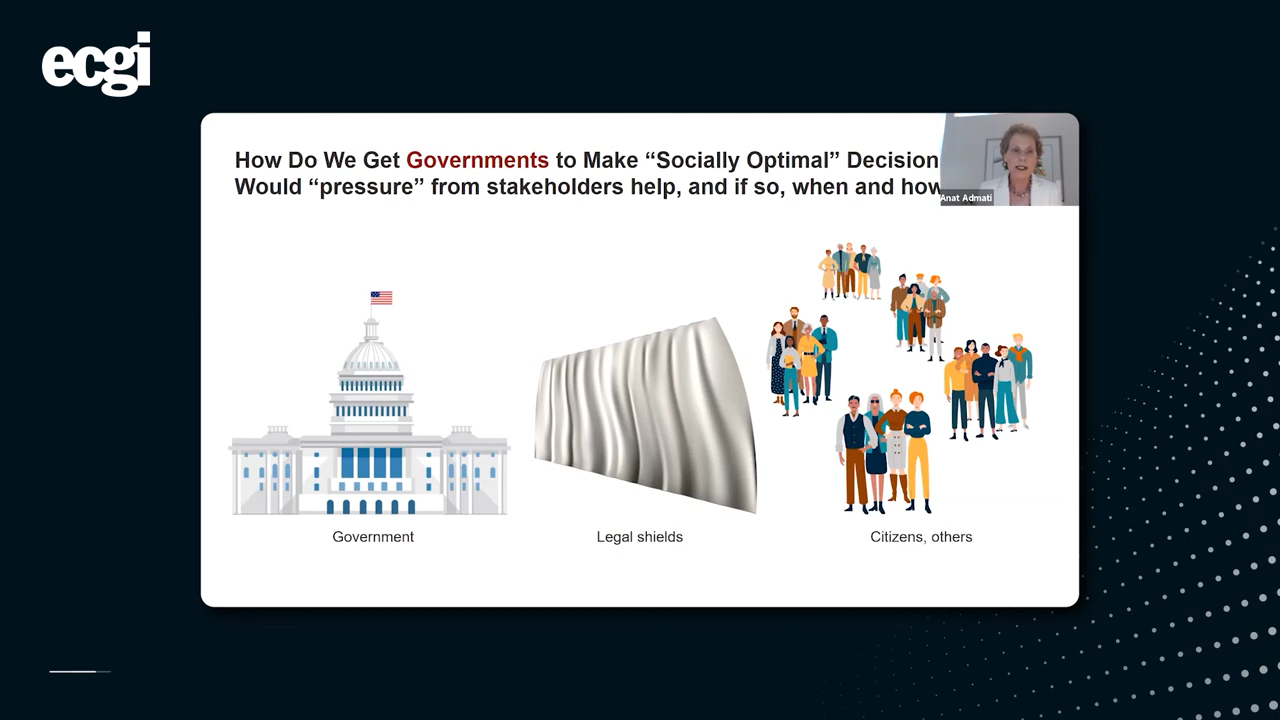 ecgi
How Do We Get Governments to Make “Socially Optimal” Decision
Would “pressure” from stakeholders help, and if so, when and how
Anat Admati
Government
Legal shields
Citizens, others